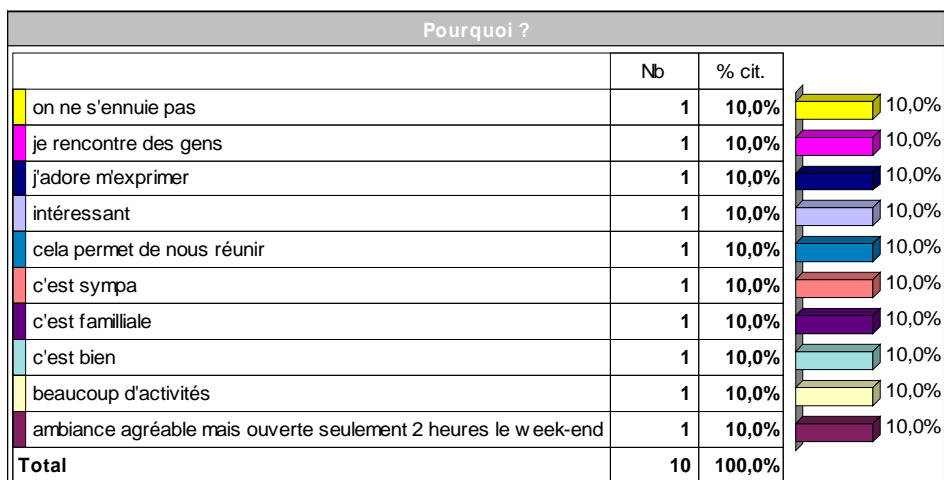 Pourquoi ?
Nb % cit.
on ne s'ennuie pas 1 10,0% 10,0%
je rencontre des gens 1 10,0% 10,0%
j'adore m'exprimer 1 10,0% 10,0%
intéressant 1 10,0% 10,0%
cela permet de nous réunir 1 10,0% 10,0%
c'est sympa 1 10,0% 10,0%
c'est familliale 1 10,0% 10,0%
c'est bien 1 10,0% 10,0%
beaucoup d'activités 1 10,0% 10,0%
ambiance agréable mais ouverte seulement 2 heures le week-end 1 10,0% 10,0%
Total 10 100,0%